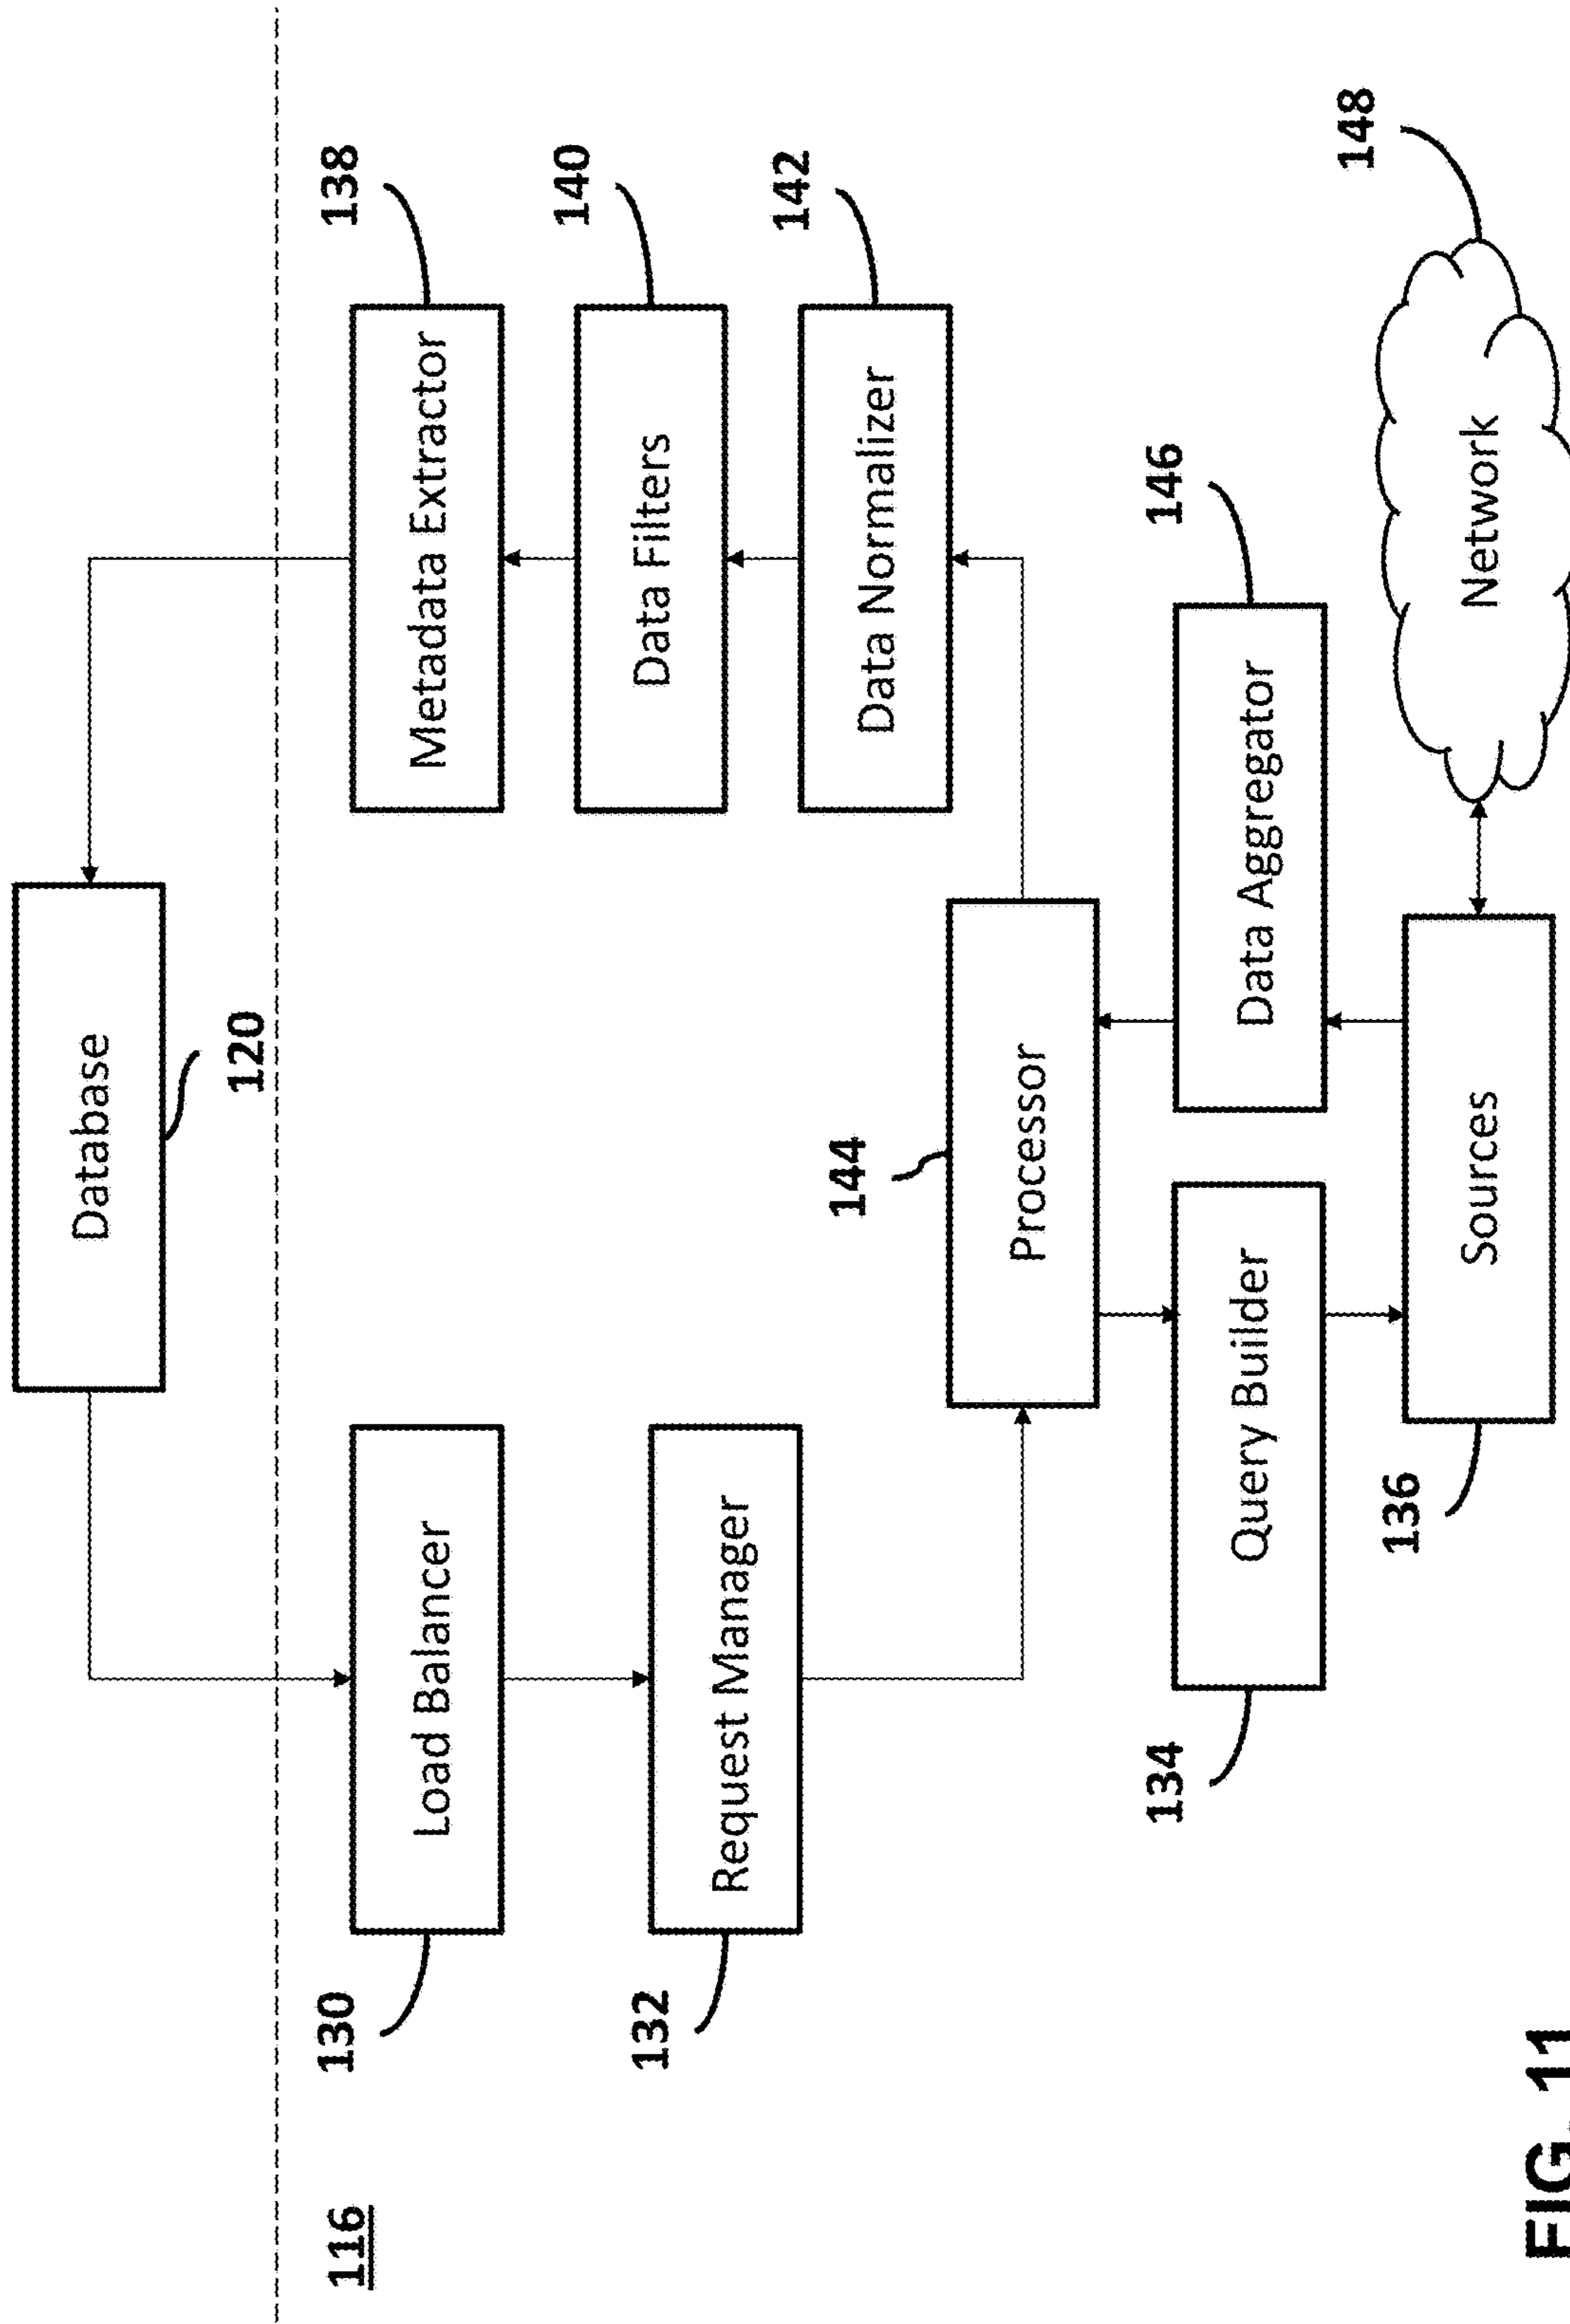 Database
120
116
130
Load Balancer
Metadata Extractor
138
Data Filters
140
132
Request Manager
Data Normalizer
142
144
Processor
134
Query Builder
Data Aggregator
146
136
Sources
Network
148
FIG. 11